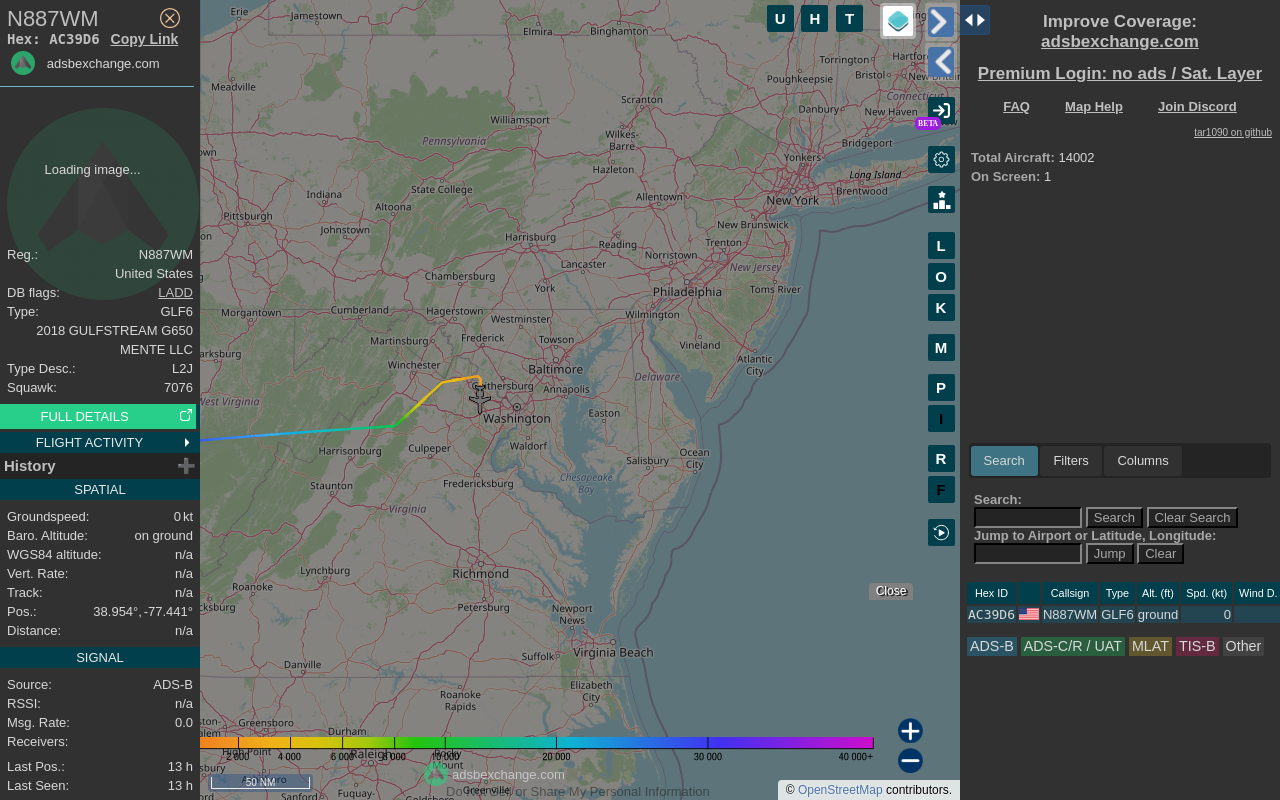 N887WM
Hex: AC39D6 Copy Link
adsbexchange.com
Loading image...
Reg.: N887WM
United States
DB flags: LADD
Type: GLF6
2018 GULFSTREAM G650
MENTE LLC
Type Desc.: L2J
Squawk: 7076
FULL DETAILS
FLIGHT ACTIVITY
History
SPATIAL
Groundspeed: 0 kt
Baro. Altitude: on ground
WGS84 altitude: n/a
Vert. Rate: n/a
Track: n/a
Pos.: 38.954°, -77.441°
Distance: n/a
SIGNAL
Source: ADS-B
RSSI: n/a
Msg. Rate: 0.0
Receivers:
Last Pos.: 13 h
Last Seen: 13 h
Erie
Jamestown
Elmira
Binghamton
Meadville
Scranton
Poughkeepsie
Torrington
Bristol
Connecticut
Danbury
New Haven
Williamsport
Wilkes-
Barre
Pennsylvania
Hazleton
Bridgeport
Yonkers
Long Island
Brentwood
New York
State College
Indiana
Altoona
Allentown
Pittsburgh
Johnstown
New Brunswick
Harrisburg
Reading
Trenton
Norristown
Lancaster
New Jersey
Chambersburg
York
Philadelphia
Toms River
Morgantown
Cumberland
Hagerstown
Westminster
Wilmington
Martinsburg
Frederick
Towson
Vineland
Winchester
Baltimore
Atlantic
City
Delaware
Annapolis
West Virginia
Washington
Easton
Harrisonburg
Culpeper
Waldorf
Ocean
City
Salisbury
Staunton
Fredericksburg
Chesapeake
Bay
Virginia
Lynchburg
Roanoke
Richmond
Petersburg
Newport
News
Virginia Beach
Suffolk
Danville
Elizabeth
City
Roanoke
Rapids
Greensboro
Durham
High Point
Raleigh
Rocky
Mount
Sanford
Fuquay-
Greenville
Goldsboro
2 000 4 000 6 000 8 000 10 000 20 000 30 000 40 000+
50 NM
adsbexchange.com
Do Not Sell or Share My Personal Information
© OpenStreetMap contributors.
U H T
BETA
L
O
K
M
P
I
R
F
Close
Improve Coverage:
adsbexchange.com
Premium Login: no ads / Sat. Layer
FAQ Map Help Join Discord
tar1090 on github
Total Aircraft: 14002
On Screen: 1
Search Filters Columns
Search:
Search Clear Search
Jump to Airport or Latitude, Longitude:
Jump Clear
Hex ID Callsign Type Alt. (ft) Spd. (kt) Wind D.
AC39D6 N887WM GLF6 ground 0
ADS-B ADS-C/R / UAT MLAT TIS-B Other